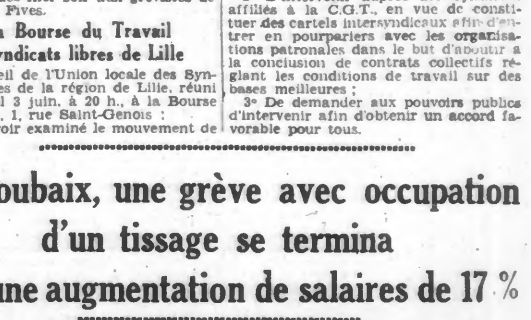 Fives.
a Bourse du Travail
yndicats libres de Lille
eil de l'Union locale des Syn-
es de la région de Lille, réuni
l 3 juin, à 20 h., à la Bourse
, 1, rue Saint-Genois :
oir examiné le mouvement de
affiliés à la C.G.T., en vue de consti-
tuer des cartels intersyndicaux afin d'en-
trer en pourparlers avec les organisa-
tions patronales dans le but d'aboutir à
la conclusion de contrats collectifs ré-
glant les conditions de travail sur des
bases meilleures ;
3° De demander aux pouvoirs publics
d'intervenir afin d'obtenir un accord fa-
vorable pour tous.
oubaix, une grève avec occupation
d'un tissage se termina
une augmentation de salaires de 17 %